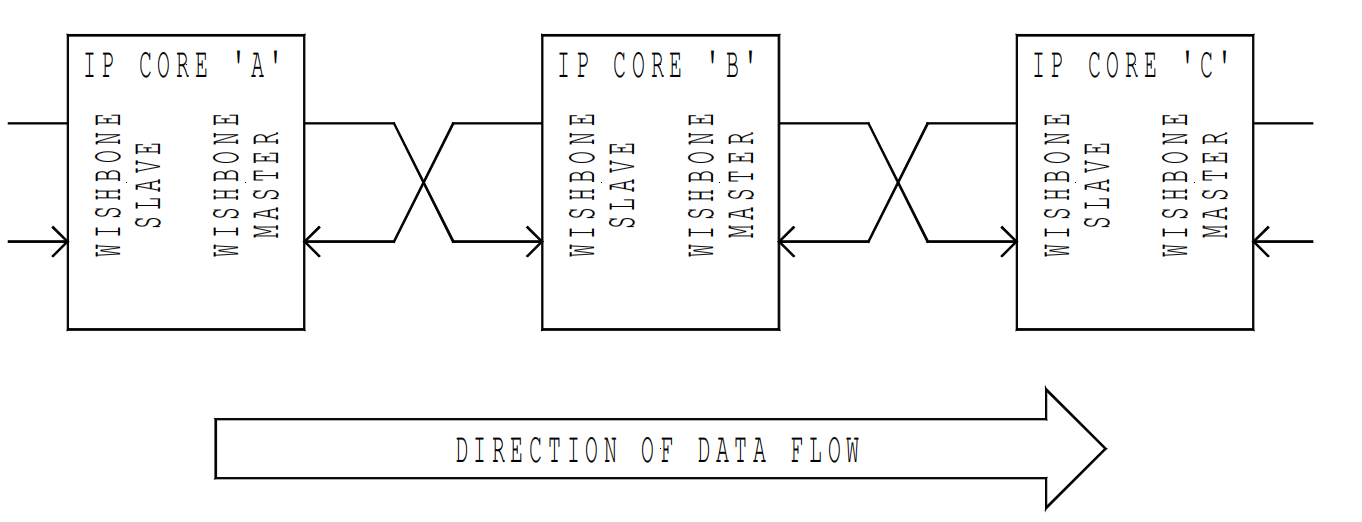 IP CORE 'A'
WISHBONE
SLAVE
WISHBONE
MASTER
IP CORE 'B'
WISHBONE
SLAVE
WISHBONE
MASTER
IP CORE 'C'
WISHBONE
SLAVE
WISHBONE
MASTER
DIRECTION OF DATA FLOW